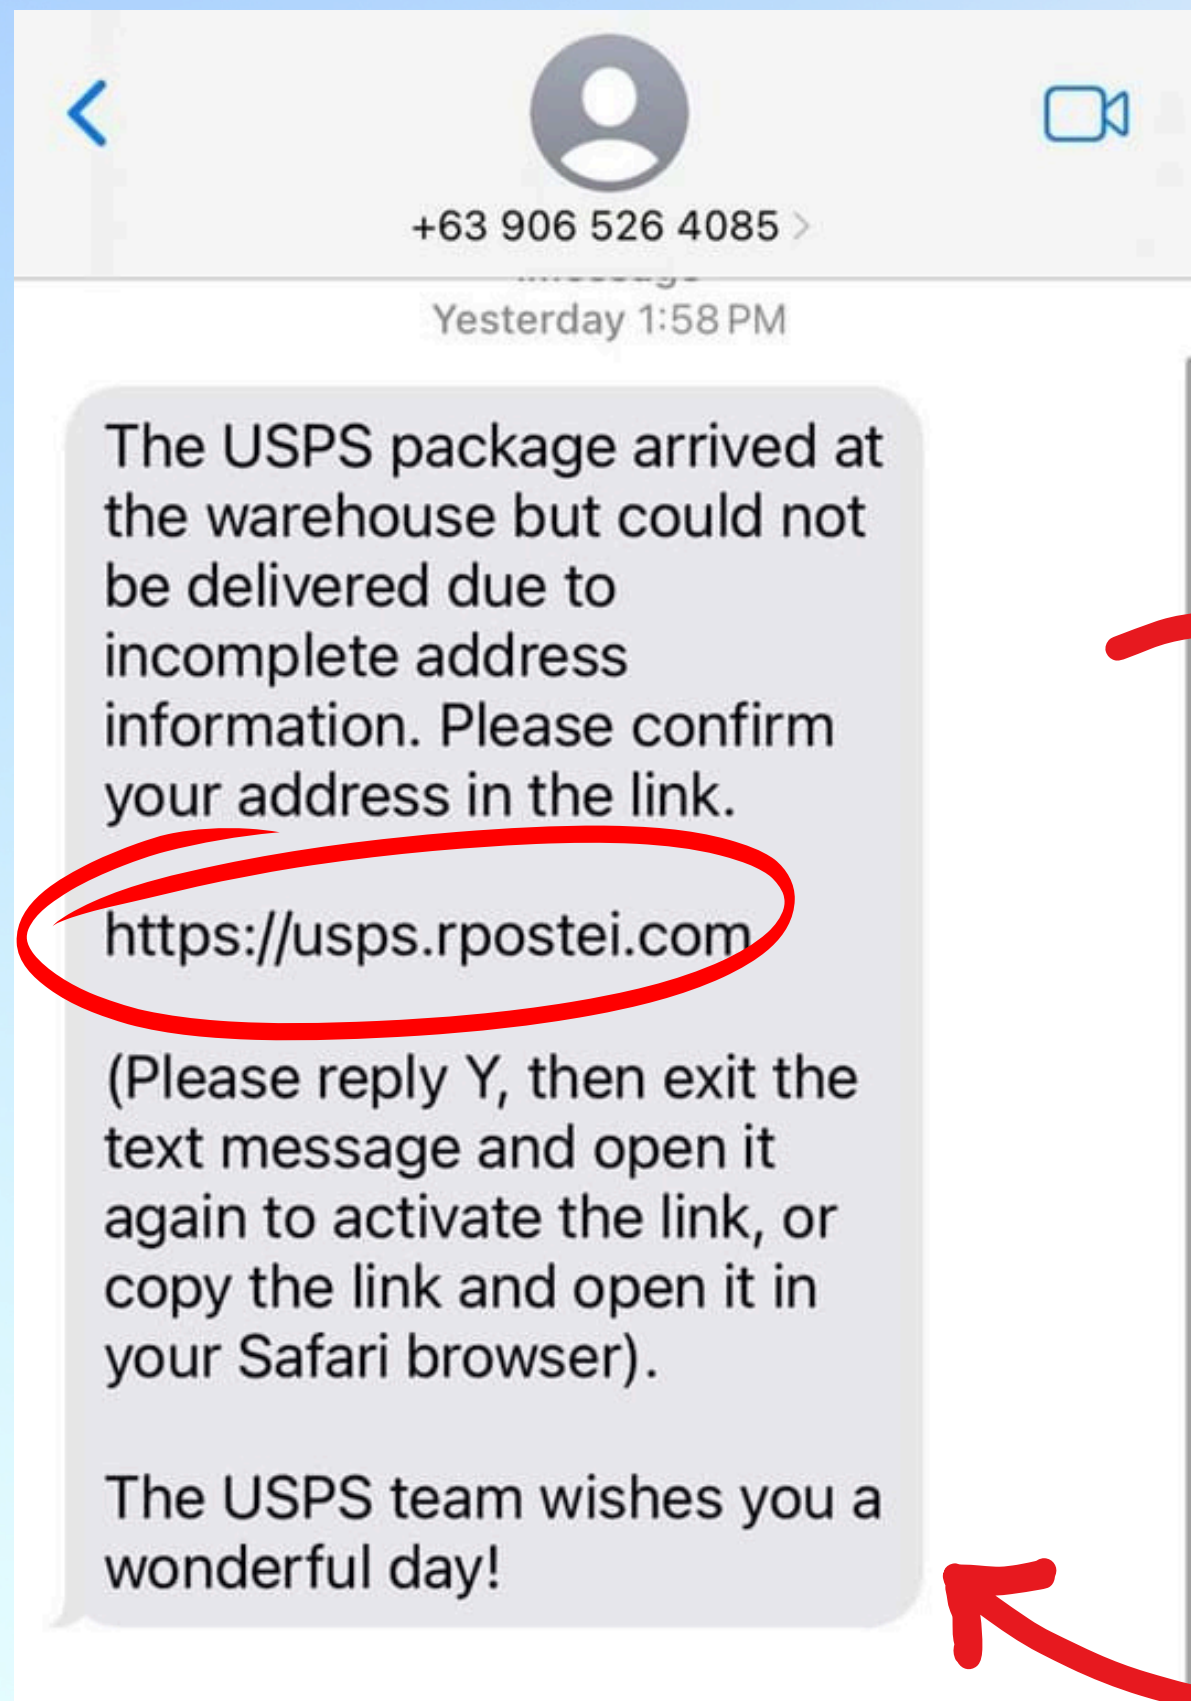 +63 906 526 4085
Yesterday 1:58 PM
The USPS package arrived at
the warehouse but could not
be delivered due to
incomplete address
information. Please confirm
your address in the link.
https://usps.rpostei.com
(Please reply Y, then exit the
text message and open it
again to activate the link, or
copy the link and open it in
your Safari browser).
The USPS team wishes you a
wonderful day!